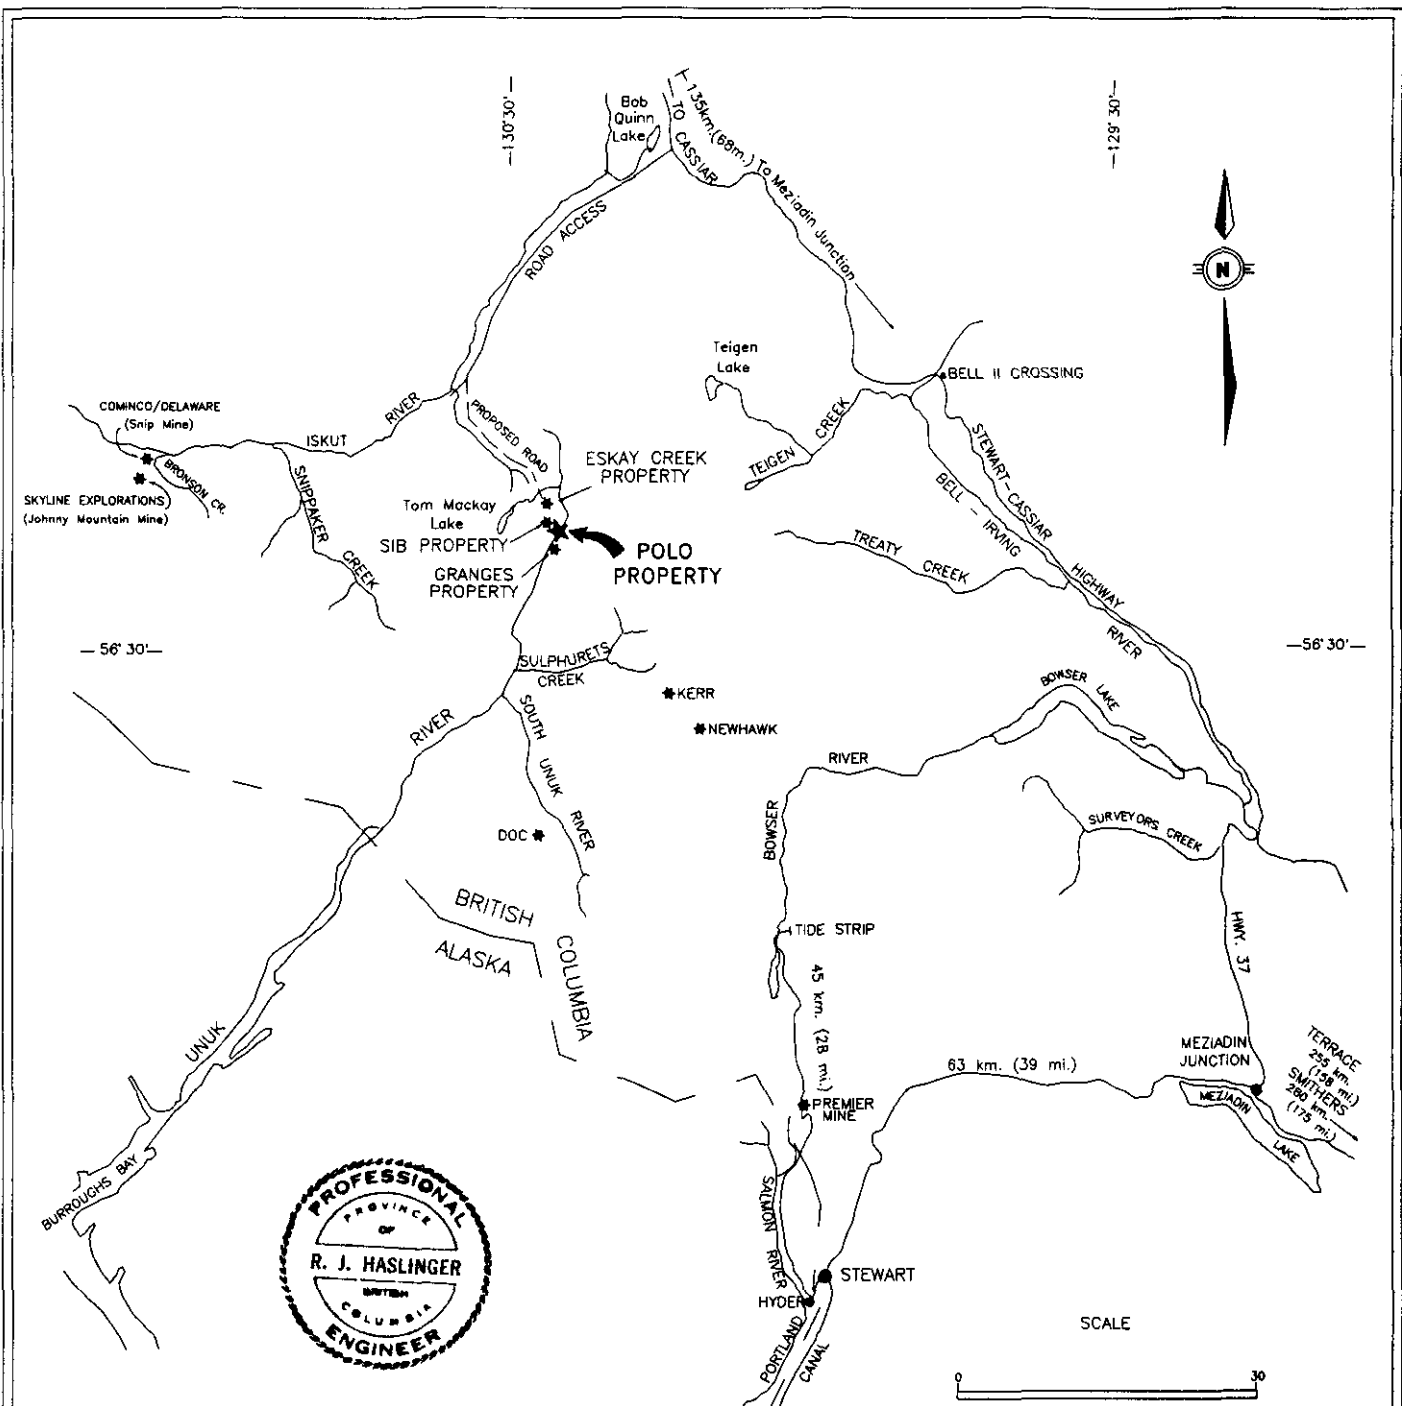 Bob
Quinn
Lake
—130°30'—
—129°30'—
TO CASSIAR
135km.(68m.) To Meziadin Junction
ROAD ACCESS
N
Teigen
Lake
BELL II CROSSING
COMINCO/DELAWARE
(Snip Mine)
ISKUT RIVER
BRONSON CR.
SKYLINE EXPLORATIONS
(Johnny Mountain Mine)
SNIPPAKER CREEK
PROPOSED ROAD
ESKAY CREEK
PROPERTY
Tom Mackay
Lake
SIB PROPERTY
GRANGES
PROPERTY
POLO
PROPERTY
TEIGEN CREEK
STEWART-CASSIAR HIGHWAY
BELL - IRVING RIVER
TREATY CREEK
— 56° 30'—
—56° 30'—
SULPHURETS
CREEK
KERR
NEWHAWK
SOUTH UNUK RIVER
UNUK RIVER
DOC
BOWSER LAKE
BOWSER RIVER
SURVEYORS CREEK
BRITISH COLUMBIA
ALASKA
TIDE STRIP
45 km. (28 mi.)
HWY. 37
MEZIADIN
JUNCTION
63 km. (39 mi.)
MEZIADIN LAKE
TERRACE
255 km.
(158 mi.)
SMITHERS
280 km.
(175 mi.)
PREMIER
MINE
BURROUGHS BAY
SALMON RIVER
STEWART
HYDER
PORTLAND
CANAL
PROFESSIONAL
PROVINCE
OF
R. J. HASLINGER
BRITISH
COLUMBIA
ENGINEER
SCALE
0 30